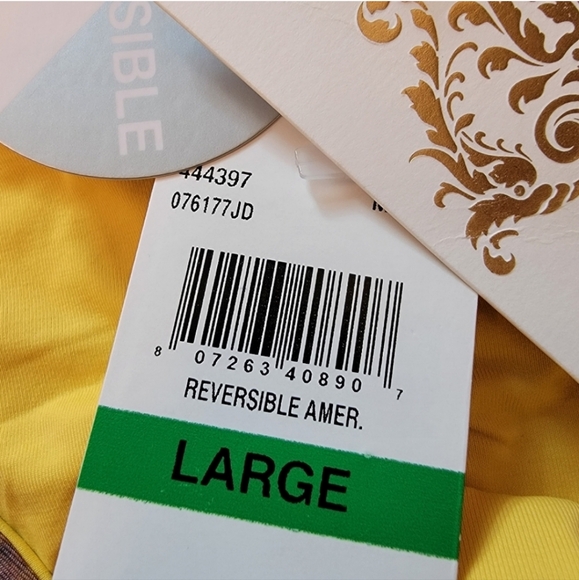 SIBLE
444397
076177JD
M
8 07263 40890 7
REVERSIBLE AMER.
LARGE